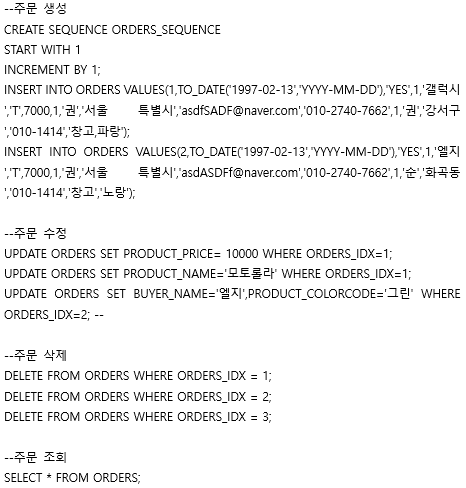 --주문 생성
CREATE SEQUENCE ORDERS_SEQUENCE
START WITH 1
INCREMENT BY 1;
INSERT INTO ORDERS VALUES(1,TO_DATE('1997-02-13','YYYY-MM-DD'),'YES',1,'갤럭시
','T',7000,1,'권','서울 특별시','asdfSADF@naver.com','010-2740-7662',1,'권','강서구
','010-1414','창고,파랑');
INSERT INTO ORDERS VALUES(2,TO_DATE('1997-02-13','YYYY-MM-DD'),'YES',1,'엘지
','T',7000,1,'권','서울 특별시','asdASDFf@naver.com','010-2740-7662',1,'순','화곡동
','010-1414','창고','노랑');
--주문 수정
UPDATE ORDERS SET PRODUCT_PRICE= 10000 WHERE ORDERS_IDX=1;
UPDATE ORDERS SET PRODUCT_NAME='모토롤라' WHERE ORDERS_IDX=1;
UPDATE ORDERS SET BUYER_NAME='엘지',PRODUCT_COLORCODE='그린' WHERE
ORDERS_IDX=2; --
--주문 삭제
DELETE FROM ORDERS WHERE ORDERS_IDX = 1;
DELETE FROM ORDERS WHERE ORDERS_IDX = 2;
DELETE FROM ORDERS WHERE ORDERS_IDX = 3;
--주문 조회
SELECT * FROM ORDERS;